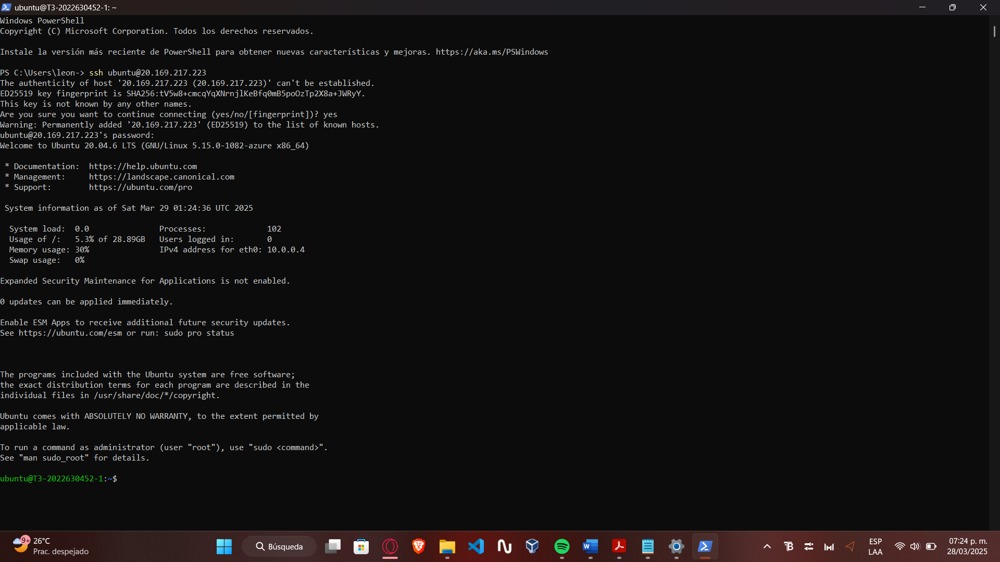 ubuntu@T3-2022630452-1: ~
Windows PowerShell
Copyright (C) Microsoft Corporation. Todos los derechos reservados.
Instale la versión más reciente de PowerShell para obtener nuevas características y mejoras. https://aka.ms/PSWindows
PS C:\Users\leon-> ssh ubuntu@20.169.217.223
The authenticity of host '20.169.217.223 (20.169.217.223)' can't be established.
ED25519 key fingerprint is SHA256:tV5w8+cmcqYqXNrnjlKeBfq0mB5poOzTp2X8a+JWRyY.
This key is not known by any other names.
Are you sure you want to continue connecting (yes/no/[fingerprint])? yes
Warning: Permanently added '20.169.217.223' (ED25519) to the list of known hosts.
ubuntu@20.169.217.223's password:
Welcome to Ubuntu 20.04.6 LTS (GNU/Linux 5.15.0-1082-azure x86_64)
* Documentation:  https://help.ubuntu.com
* Management:     https://landscape.canonical.com
* Support:        https://ubuntu.com/pro
System information as of Sat Mar 29 01:24:36 UTC 2025
System load:  0.0               Processes:             102
Usage of /:   5.3% of 28.89GB   Users logged in:       0
Memory usage: 30%               IPv4 address for eth0: 10.0.0.4
Swap usage:   0%
Expanded Security Maintenance for Applications is not enabled.
0 updates can be applied immediately.
Enable ESM Apps to receive additional future security updates.
See https://ubuntu.com/esm or run: sudo pro status
The programs included with the Ubuntu system are free software;
the exact distribution terms for each program are described in the
individual files in /usr/share/doc/*/copyright.
Ubuntu comes with ABSOLUTELY NO WARRANTY, to the extent permitted by
applicable law.
To run a command as administrator (user "root"), use "sudo <command>".
See "man sudo_root" for details.
ubuntu@T3-2022630452-1:~$
9+
26°C
Prac. despejado
Búsqueda
ESP
LAA
07:24 p. m.
28/03/2025